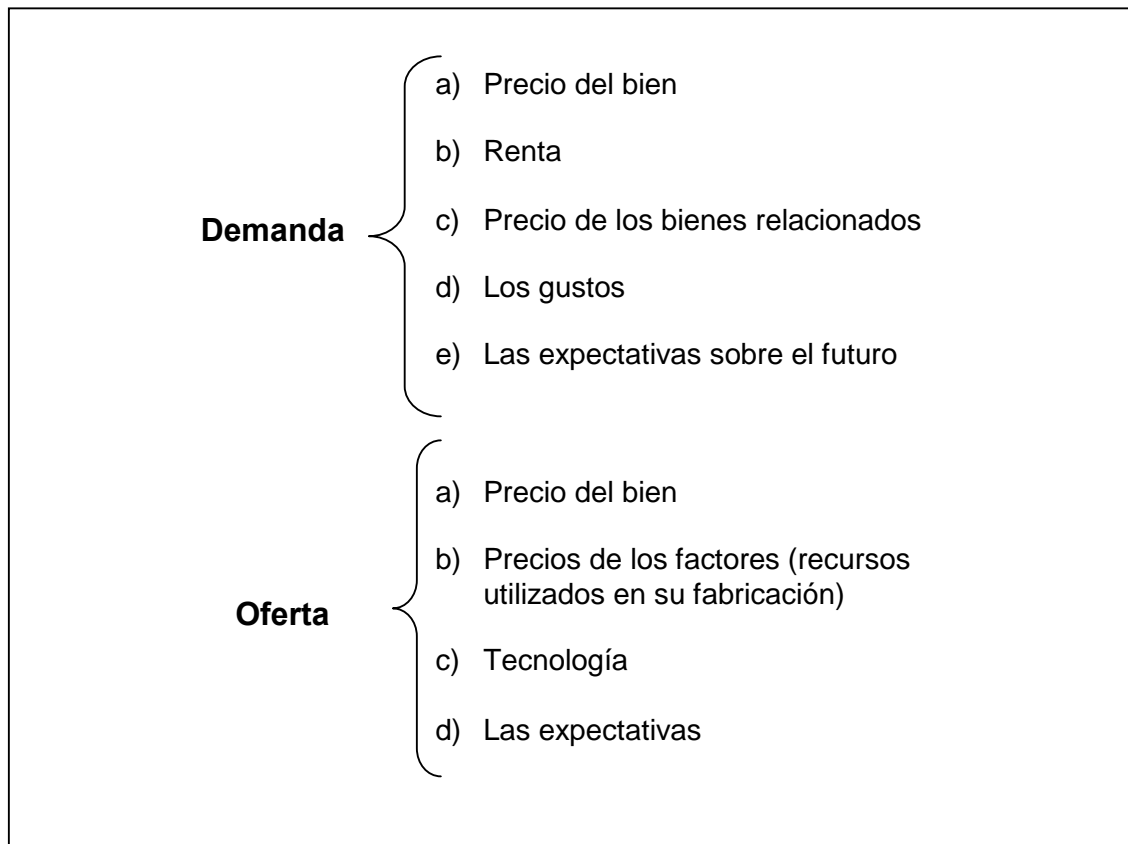 a) Precio del bien
b) Renta
c) Precio de los bienes relacionados
Demanda
d) Los gustos
e) Las expectativas sobre el futuro
a) Precio del bien
b) Precios de los factores (recursos
utilizados en su fabricación)
Oferta
c) Tecnología
d) Las expectativas